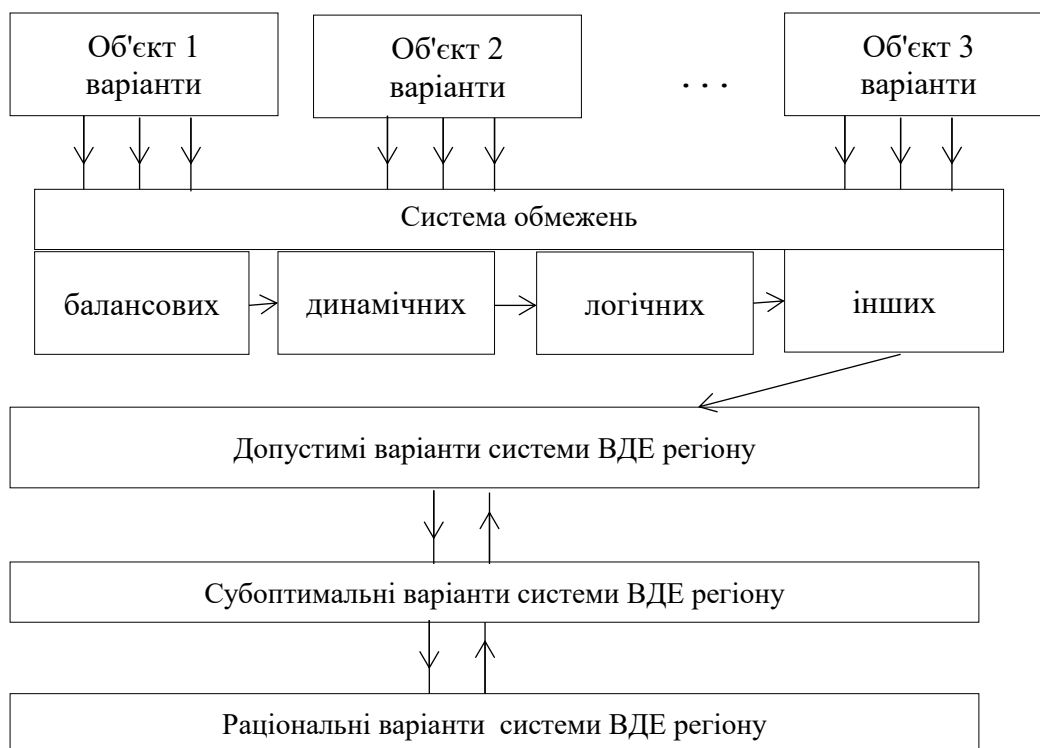 Об'єкт 1
варіанти
Об'єкт 2
варіанти
. . .
Об'єкт 3
варіанти
Система обмежень
балансових
динамічних
логічних
інших
Допустимі варіанти системи ВДЕ регіону
Субоптимальні варіанти системи ВДЕ регіону
Раціональні варіанти системи ВДЕ регіону